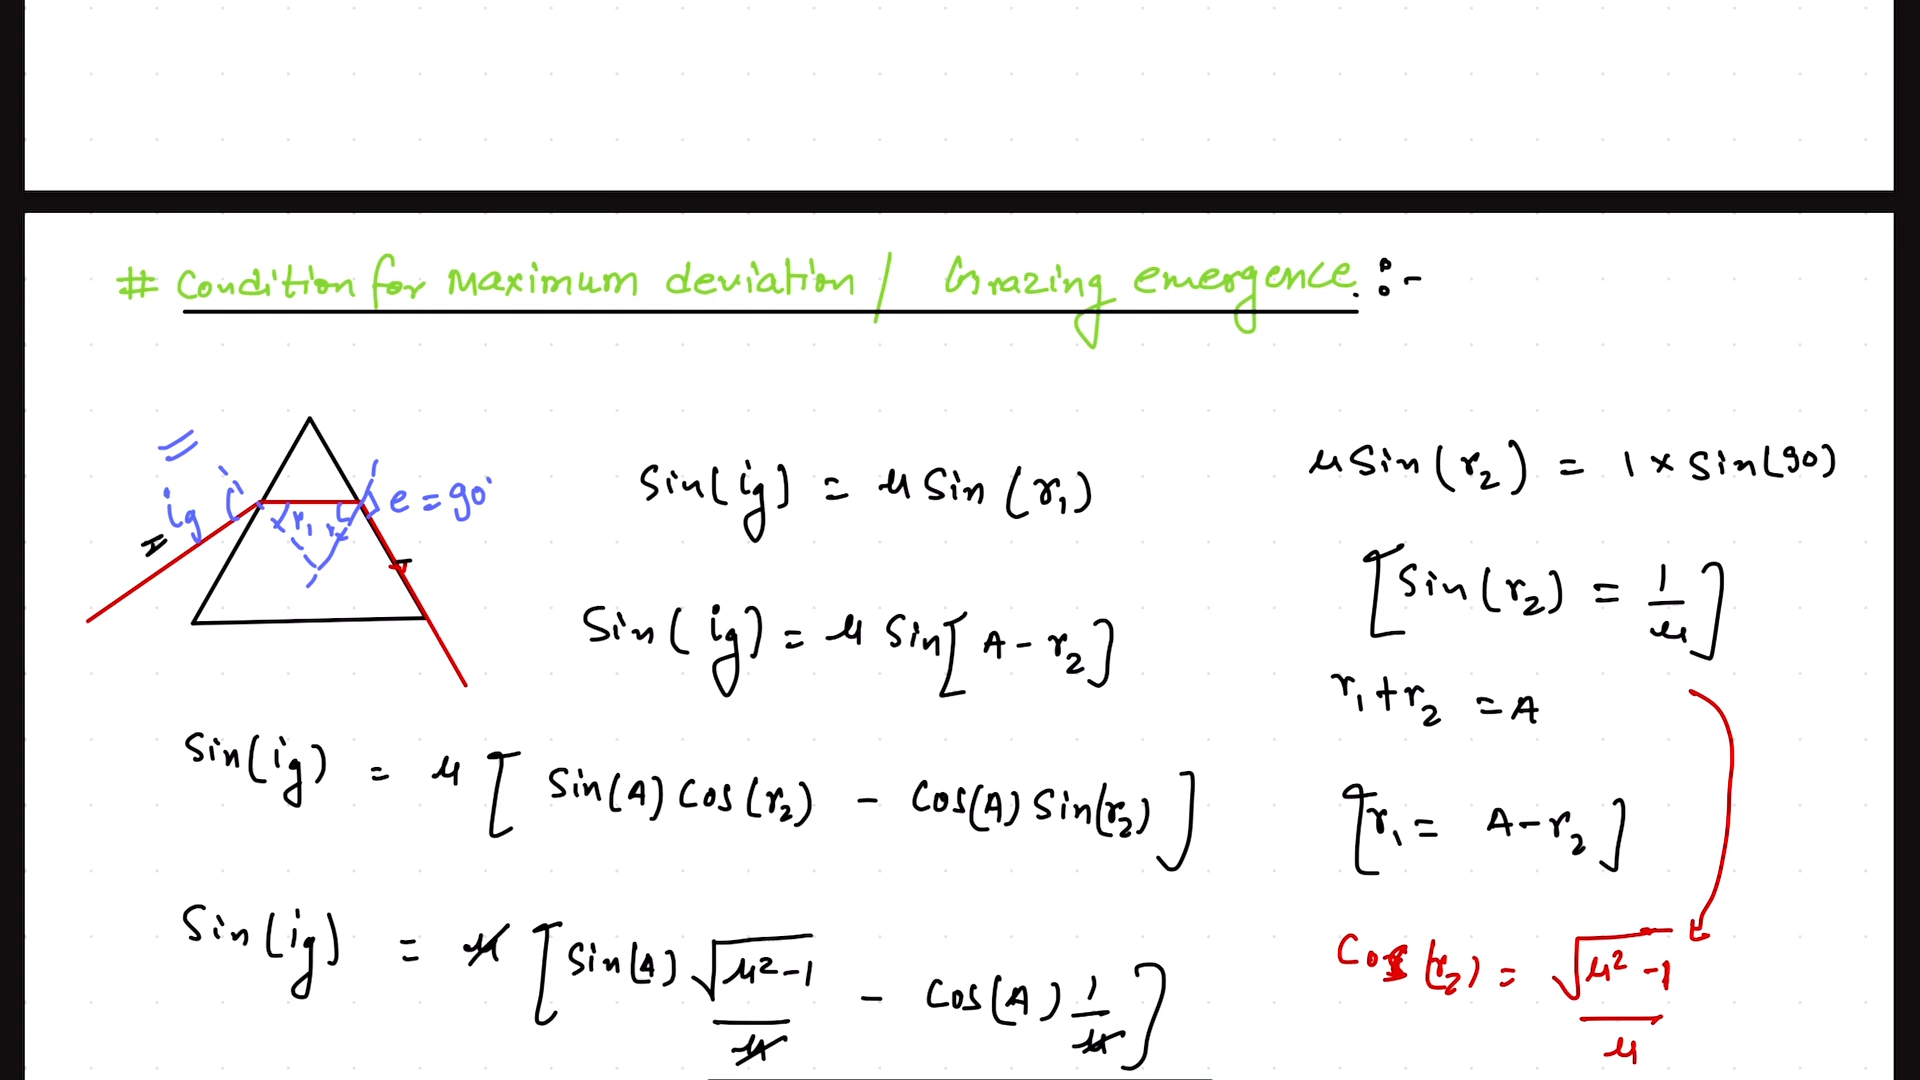 # Condition for Maximum deviation / Grazing emergence :-
ig r₁ r₂ e = 90°
Sin(ig) = μ Sin (r₁)
Sin(ig) = μ Sin[A - r₂]
Sin(ig) = μ [Sin(A) Cos(r₂) - Cos(A) Sin(r₂)]
Sin(ig) = μ [Sin(A) √(μ²-1)/μ - Cos(A) 1/μ]
μ Sin(r₂) = 1 × Sin(90)
[Sin(r₂) = 1/μ]
r₁ + r₂ = A
[r₁ = A - r₂]
Cos(r₂) = √(μ²-1)/μ